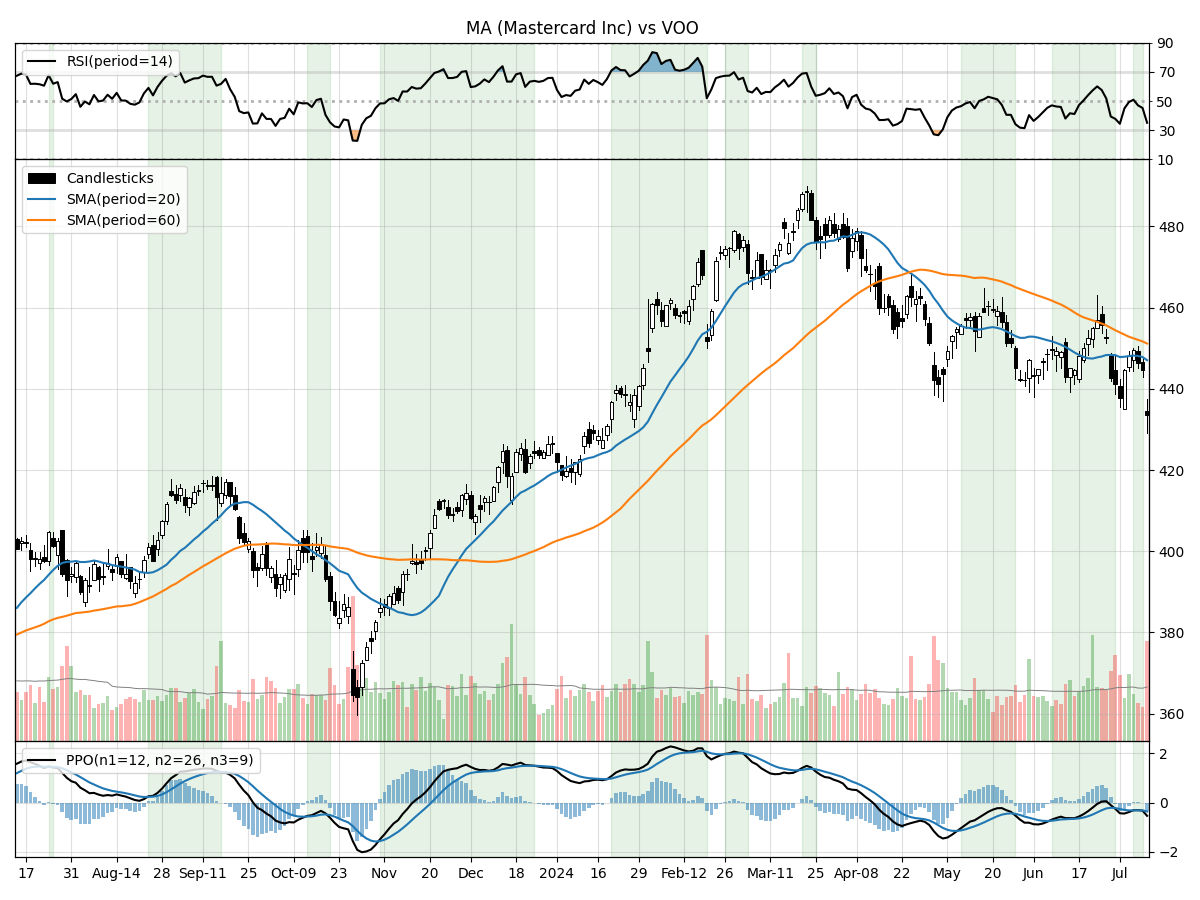 MA (Mastercard Inc) vs VOO
RSI(period=14)
90
70
50
30
10
Candlesticks
SMA(period=20)
SMA(period=60)
480
460
440
420
400
380
360
PPO(n1=12, n2=26, n3=9)
2
0
−2
17 31 Aug-14 28 Sep-11 25 Oct-09 23 Nov 20 Dec 18 2024 16 29 Feb-12 26 Mar-11 25 Apr-08 22 May 20 Jun 17 Jul